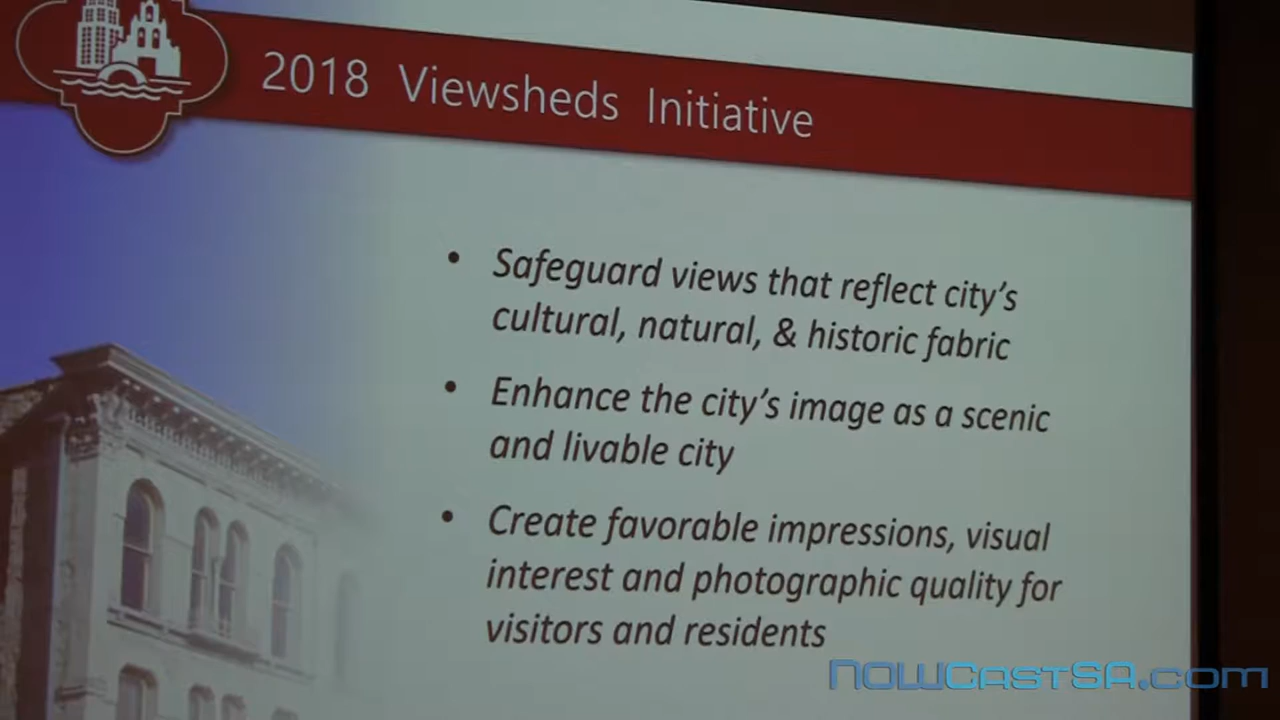 2018 Viewsheds Initiative
• Safeguard views that reflect city's
cultural, natural, & historic fabric
• Enhance the city's image as a scenic
and livable city
• Create favorable impressions, visual
interest and photographic quality for
visitors and residents
NOWCASTSA.COM